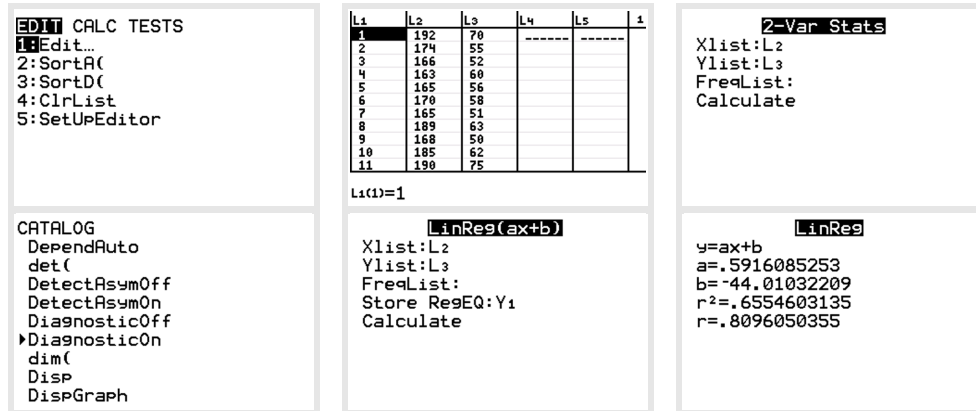 EDIT CALC TESTS
1:Edit…
2:SortA(
3:SortD(
4:ClrList
5:SetUpEditor
L1 L2 L3 L4 L5 1
1 192 70 ------ ------
2 174 55
3 166 52
4 163 60
5 165 56
6 170 58
7 165 51
8 189 63
9 168 50
10 185 62
11 190 75
L1(1)=1
2-Var Stats
Xlist:L2
Ylist:L3
FreqList:
Calculate
CATALOG
DependAuto
det(
DetectAsymOff
DetectAsymOn
DiagnosticOff
▸DiagnosticOn
dim(
Disp
DispGraph
LinReg(ax+b)
Xlist:L2
Ylist:L3
FreqList:
Store RegEQ:Y1
Calculate
LinReg
y=ax+b
a=.5916085253
b=-44.01032209
r²=.6554603135
r=.8096050355